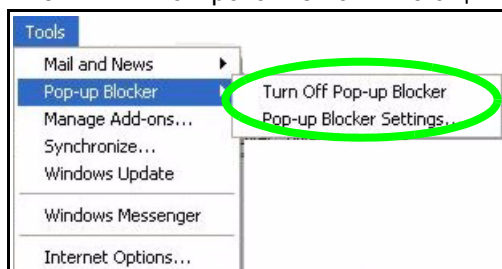 Tools
Mail and News
Pop-up Blocker
Turn Off Pop-up Blocker
Manage Add-ons...
Pop-up Blocker Settings...
Synchronize...
Windows Update
Windows Messenger
Internet Options...